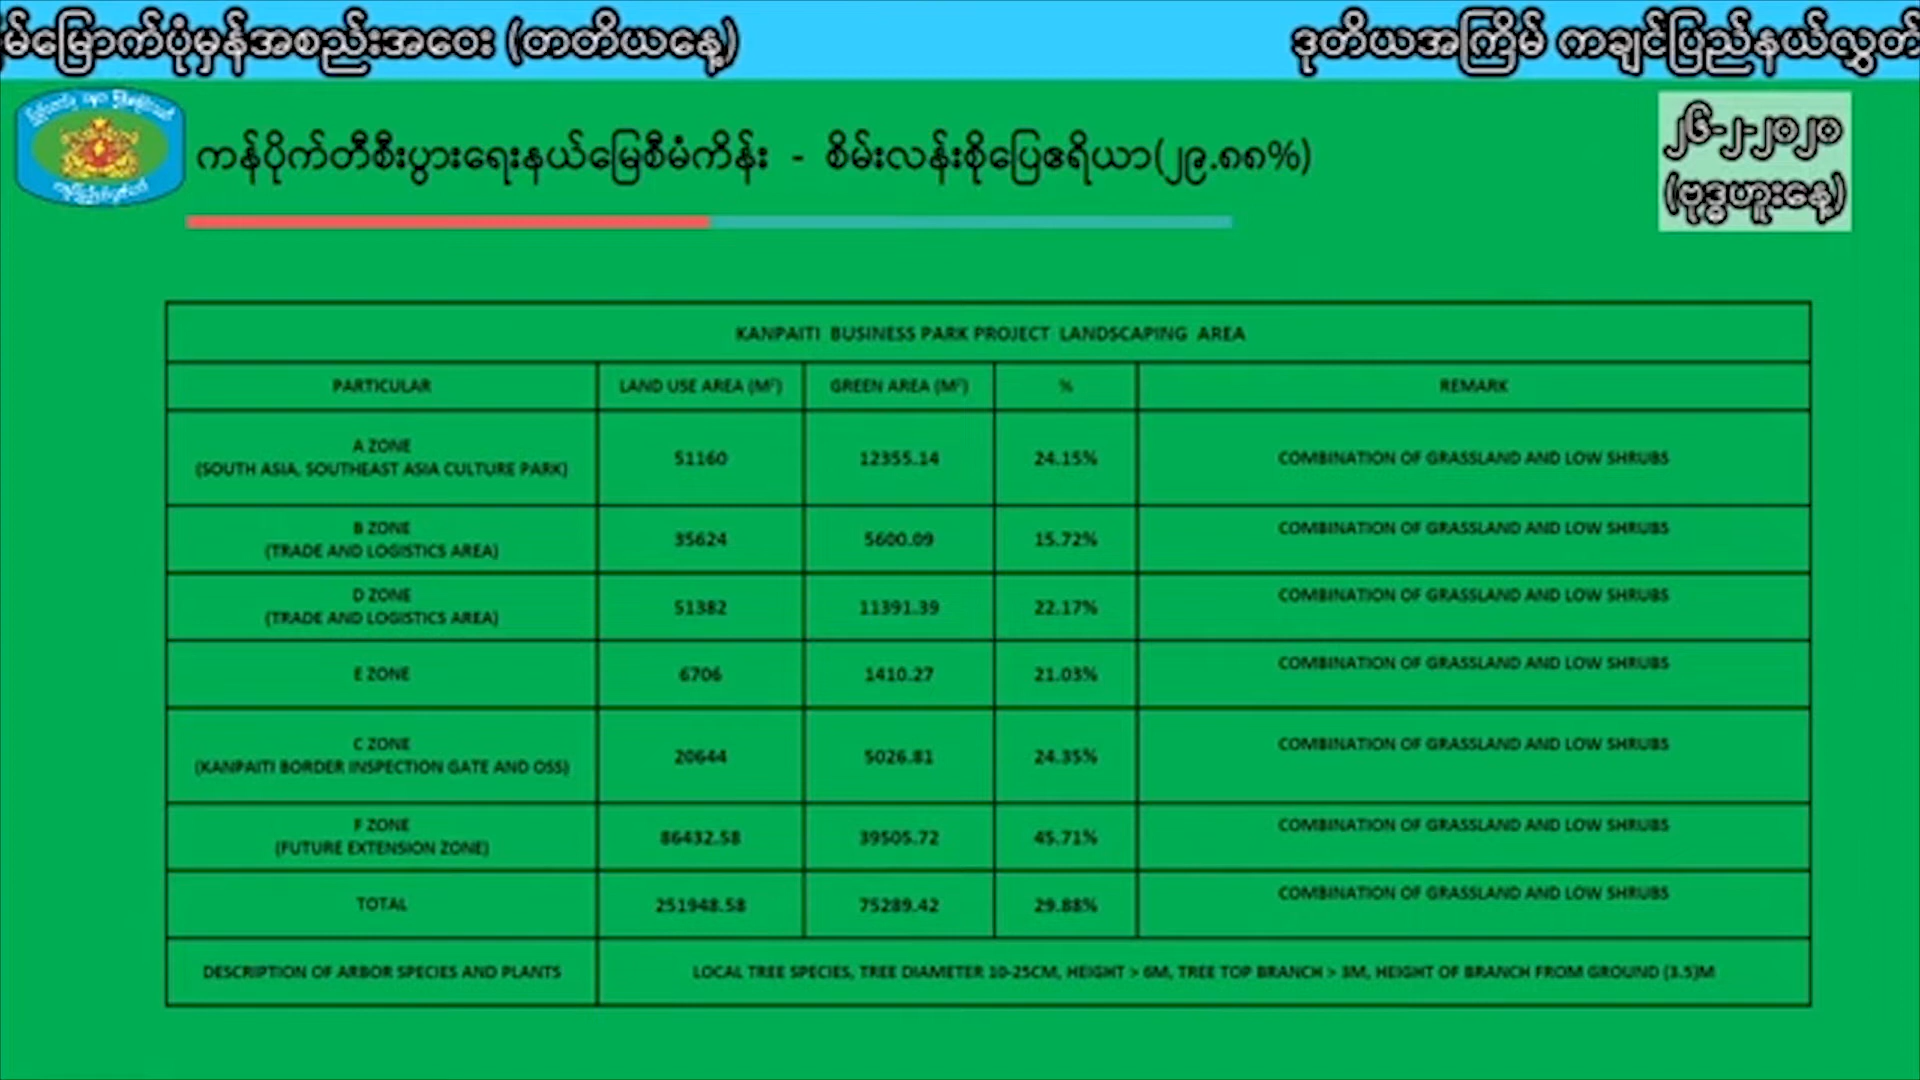 မ်မြောက်ပုံမှန်အစည်းအဝေး (တတိယနေ့)
ဒုတိယအကြိမ် ကချင်ပြည်နယ်လွှတ်
ကန်ပိုက်တီစီးပွားရေးနယ်မြေစီမံကိန်း - စိမ်းလန်းစိုပြေဧရိယာ(၂၉.၈၈%)
၂၆-၂-၂၀၂၀
(ဗုဒ္ဓဟူးနေ့)
KANPAITI BUSINESS PARK PROJECT LANDSCAPING AREA
PARTICULAR LAND USE AREA (M²) GREEN AREA (M²) % REMARK
A ZONE
(SOUTH ASIA, SOUTHEAST ASIA CULTURE PARK) 51160 12355.14 24.15% COMBINATION OF GRASSLAND AND LOW SHRUBS
B ZONE
(TRADE AND LOGISTICS AREA) 35624 5600.09 15.72% COMBINATION OF GRASSLAND AND LOW SHRUBS
D ZONE
(TRADE AND LOGISTICS AREA) 51382 11391.39 22.17% COMBINATION OF GRASSLAND AND LOW SHRUBS
E ZONE 6706 1410.27 21.03% COMBINATION OF GRASSLAND AND LOW SHRUBS
C ZONE
(KANPAITI BORDER INSPECTION GATE AND OSS) 20644 5026.81 24.35% COMBINATION OF GRASSLAND AND LOW SHRUBS
F ZONE
(FUTURE EXTENSION ZONE) 86432.58 39505.72 45.71% COMBINATION OF GRASSLAND AND LOW SHRUBS
TOTAL 251948.58 75289.42 29.88% COMBINATION OF GRASSLAND AND LOW SHRUBS
DESCRIPTION OF ARBOR SPECIES AND PLANTS LOCAL TREE SPECIES, TREE DIAMETER 10-25CM, HEIGHT > 6M, TREE TOP BRANCH > 3M, HEIGHT OF BRANCH FROM GROUND (3.5)M